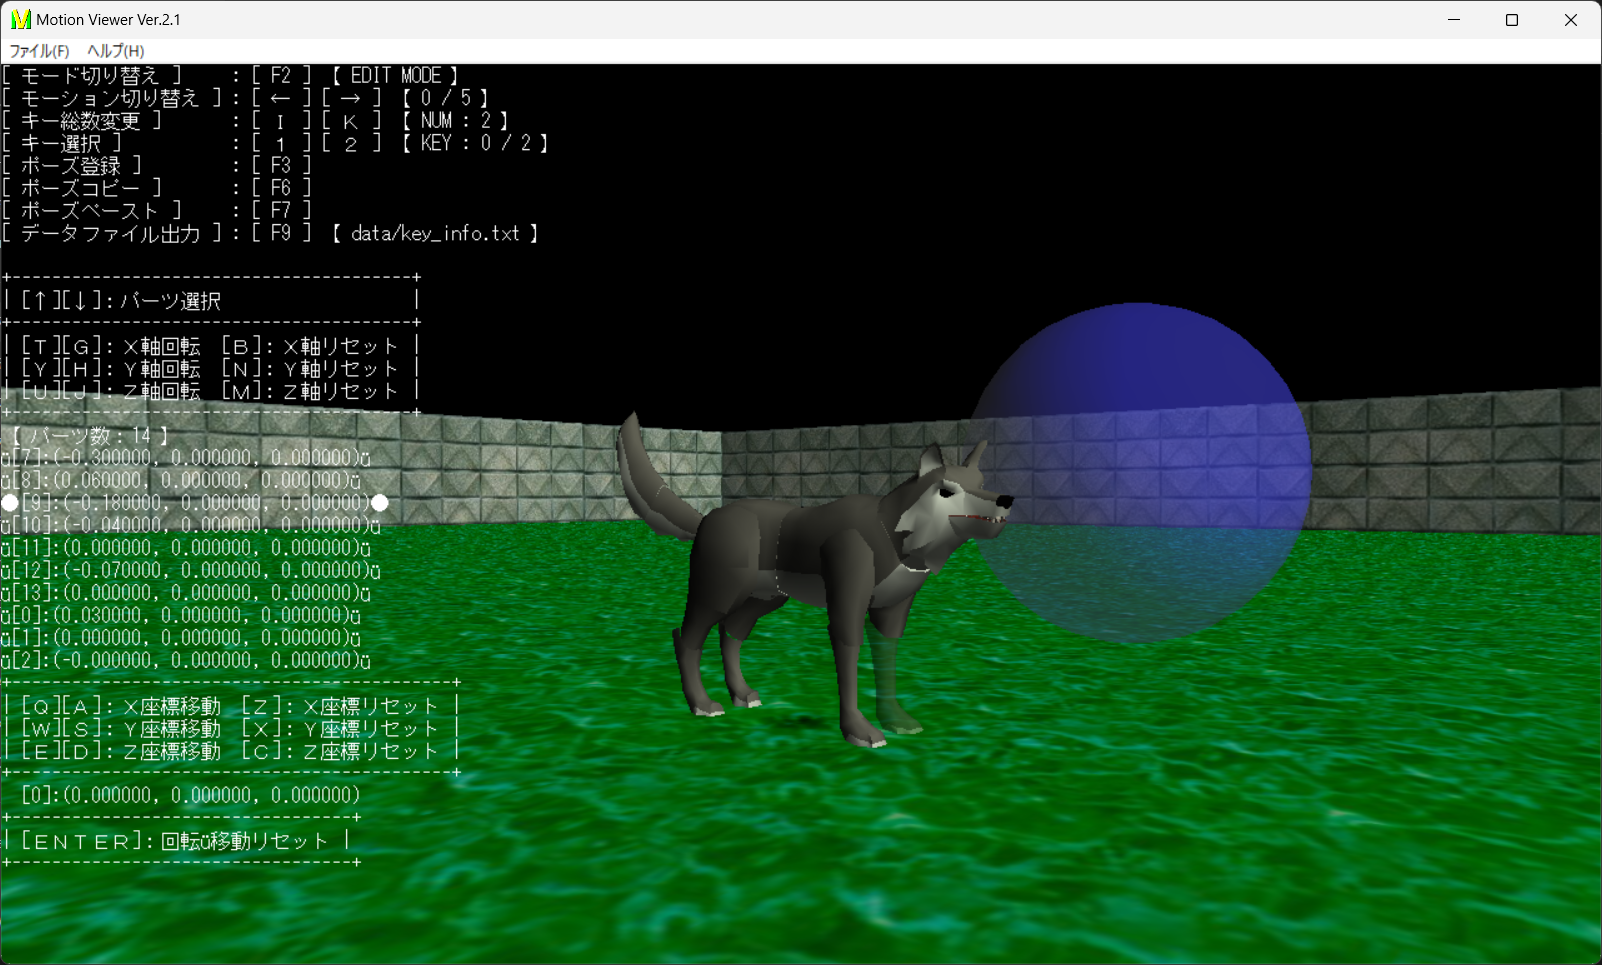 Motion Viewer Ver.2.1
ファイル(F) ヘルプ(H)
[ モード切り替え ] : [ F2 ] 【 EDIT MODE 】
[ モーション切り替え ] : [ ← ][ → ] 【 0 / 5 】
[ キー総数変更 ] : [ I ][ K ] 【 NUM : 2 】
[ キー選択 ] : [ 1 ][ 2 ] 【 KEY : 0 / 2 】
[ ポーズ登録 ] : [ F3 ]
[ ポーズコピー ] : [ F6 ]
[ ポーズペースト ] : [ F7 ]
[ データファイル出力 ] : [ F9 ] 【 data/key_info.txt 】
+----------------------------------------+
| [↑][↓]: パーツ選択 |
+----------------------------------------+
| [T][G]: X軸回転 [B]: X軸リセット |
| [Y][H]: Y軸回転 [N]: Y軸リセット |
| [U][J]: Z軸回転 [M]: Z軸リセット |
+----------------------------------------+
【 パーツ数 : 14 】
ü[7]:(-0.300000, 0.000000, 0.000000)ü
ü[8]:(0.060000, 0.000000, 0.000000)ü
●[9]:(-0.180000, 0.000000, 0.000000)●
ü[10]:(-0.040000, 0.000000, 0.000000)ü
ü[11]:(0.000000, 0.000000, 0.000000)ü
ü[12]:(-0.070000, 0.000000, 0.000000)ü
ü[13]:(0.000000, 0.000000, 0.000000)ü
ü[0]:(0.030000, 0.000000, 0.000000)ü
ü[1]:(0.000000, 0.000000, 0.000000)ü
ü[2]:(-0.000000, 0.000000, 0.000000)ü
+--------------------------------------------+
| [Q][A]: X座標移動 [Z]: X座標リセット |
| [W][S]: Y座標移動 [X]: Y座標リセット |
| [E][D]: Z座標移動 [C]: Z座標リセット |
+--------------------------------------------+
[0]:(0.000000, 0.000000, 0.000000)
+----------------------------------+
| [ENTER]: 回転ü移動リセット |
+----------------------------------+